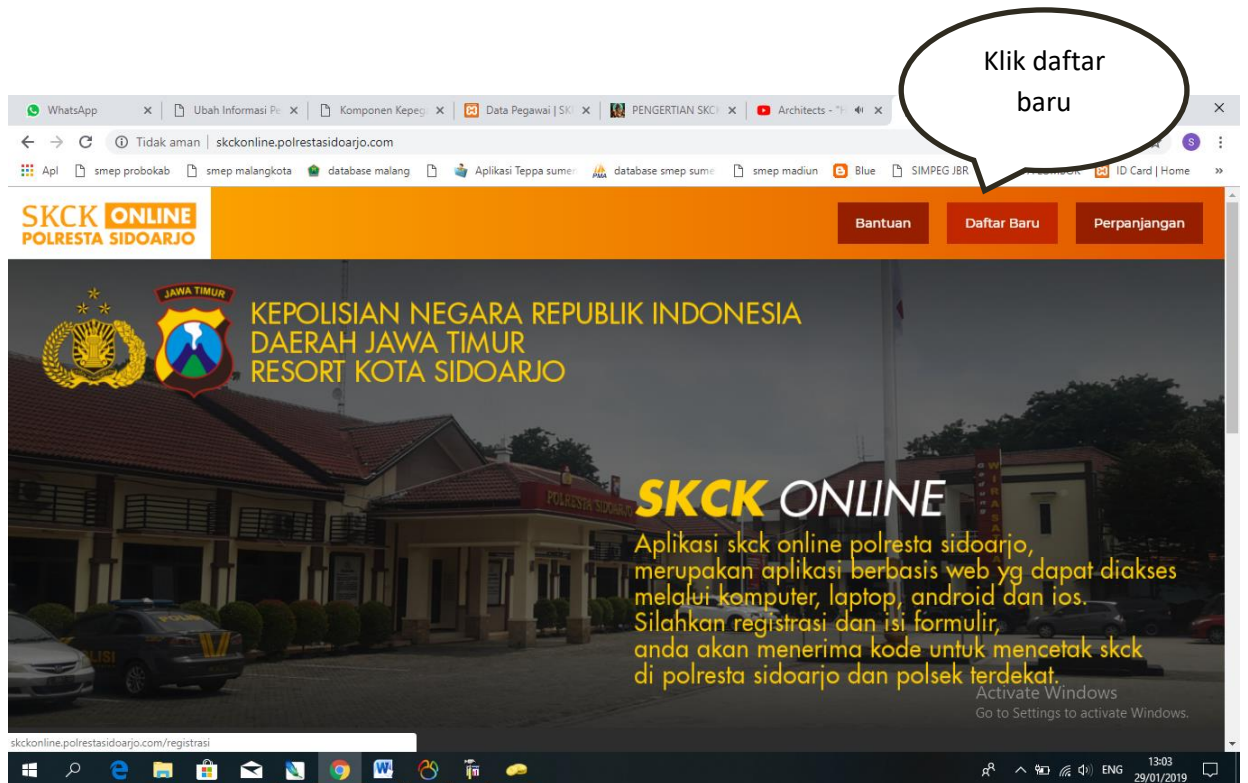 Klik daftar
baru
WhatsApp
Ubah Informasi Pe
Komponen Kepeg
Data Pegawai | SK
PENGERTIAN SKC
Architects - "H
Tidak aman | skckonline.polrestasidoarjo.com
S
Apl
smep probokab
smep malangkota
database malang
Aplikasi Teppa sumen
PMA
database smep sume
smep madiun
Blue
SIMPEG JBR
ID Card | Home
»
SKCK ONLINE
POLRESTA SIDOARJO
Bantuan
Daftar Baru
Perpanjangan
JAWA TIMUR
KEPOLISIAN NEGARA REPUBLIK INDONESIA
DAERAH JAWA TIMUR
RESORT KOTA SIDOARJO
POLRESTA SIDOARJO
SKCK ONLINE
Aplikasi skck online polresta sidoarjo,
merupakan aplikasi berbasis web yg dapat diakses
melalui komputer, laptop, android dan ios.
Silahkan registrasi dan isi formulir,
anda akan menerima kode untuk mencetak skck
di polresta sidoarjo dan polsek terdekat.
Activate Windows
Go to Settings to activate Windows.
skckonline.polrestasidoarjo.com/registrasi
ENG
13:03
29/01/2019